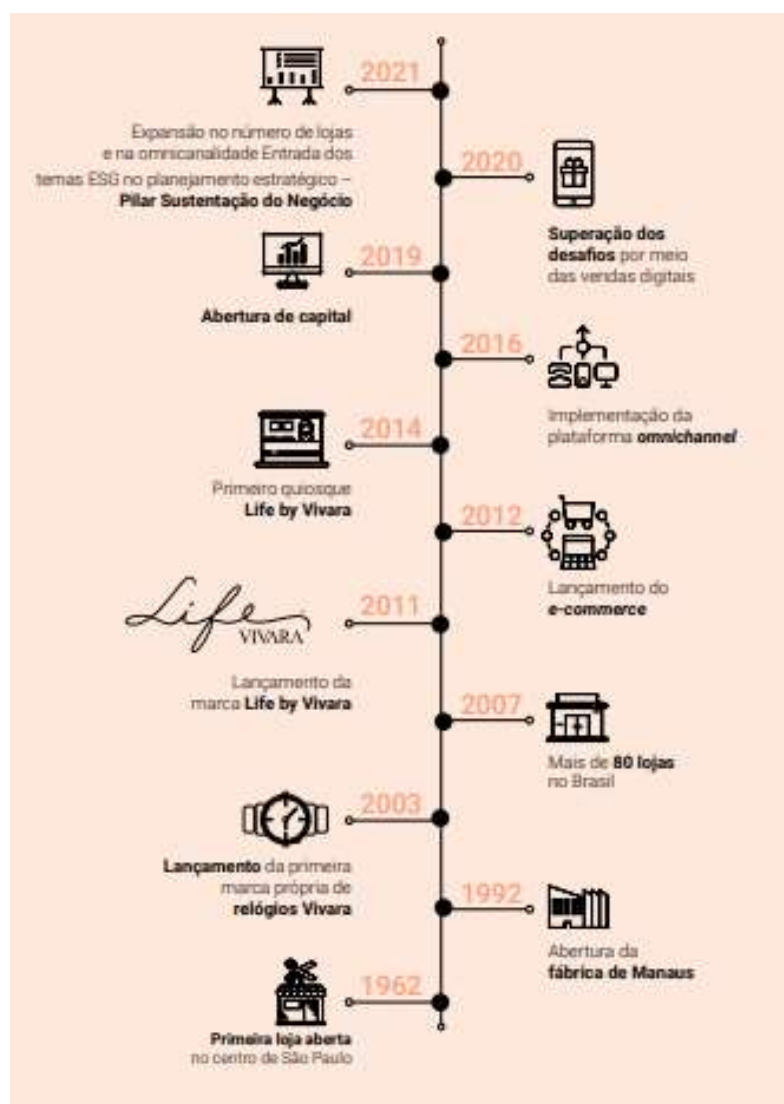 2021
Expansão no número de lojas
e na omnicanalidade Entrada dos
temas ESG no planejamento estratégico –
Pilar Sustentação do Negócio
2020
Superação dos
desafios por meio
das vendas digitais
2019
Abertura de capital
2016
Implementação da
plataforma omnichannel
2014
Primeiro quiosque
Life by Vivara
2012
Lançamento do
e-commerce
Life
VIVARA
2011
Lançamento da
marca Life by Vivara
2007
Mais de 80 lojas
no Brasil
2003
Lançamento da primeira
marca própria de
relógios Vivara
1992
Abertura da
fábrica de Manaus
1962
Primeira loja aberta
no centro de São Paulo